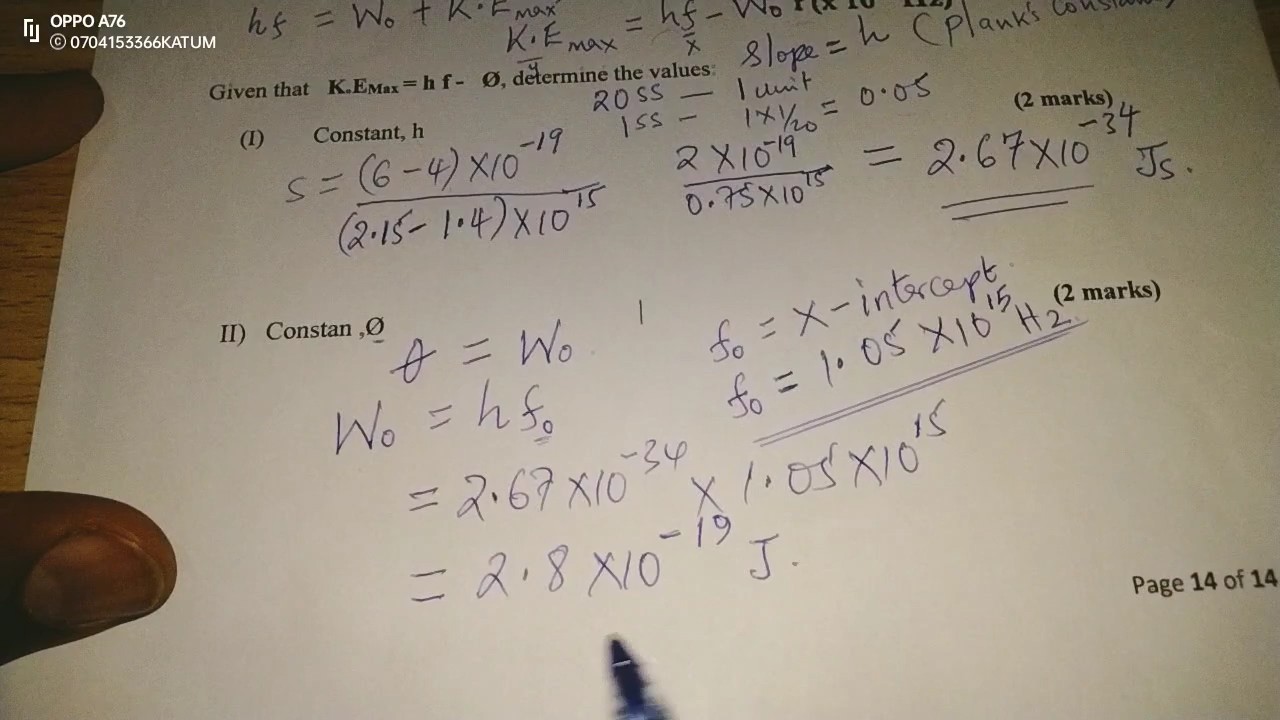 OPPO A76
© 0704153366KATUM
hf = W₀ + K·Emax
K·Emax = hf - W₀
y x
Slope = h (Plank's Constant
Given that K.EMax = h f - Ø, determine the values:
20SS — 1 unit
1SS — 1×1/20 = 0.05
(2 marks)
(I) Constant, h
S = (6-4)×10⁻¹⁹ / (2.15-1.4)×10¹⁵ 2×10⁻¹⁹ / 0.75×10¹⁵ = 2.67×10⁻³⁴ Js.
II) Constan ,Ø
(2 marks)
= W₀
f₀ = x-intercept.
f₀ = 1.05×10¹⁵ Hz
W₀ = hf₀
= 2.67×10⁻³⁴ × 1.05×10¹⁵
= 2.8×10⁻¹⁹ J.
Page 14 of 14